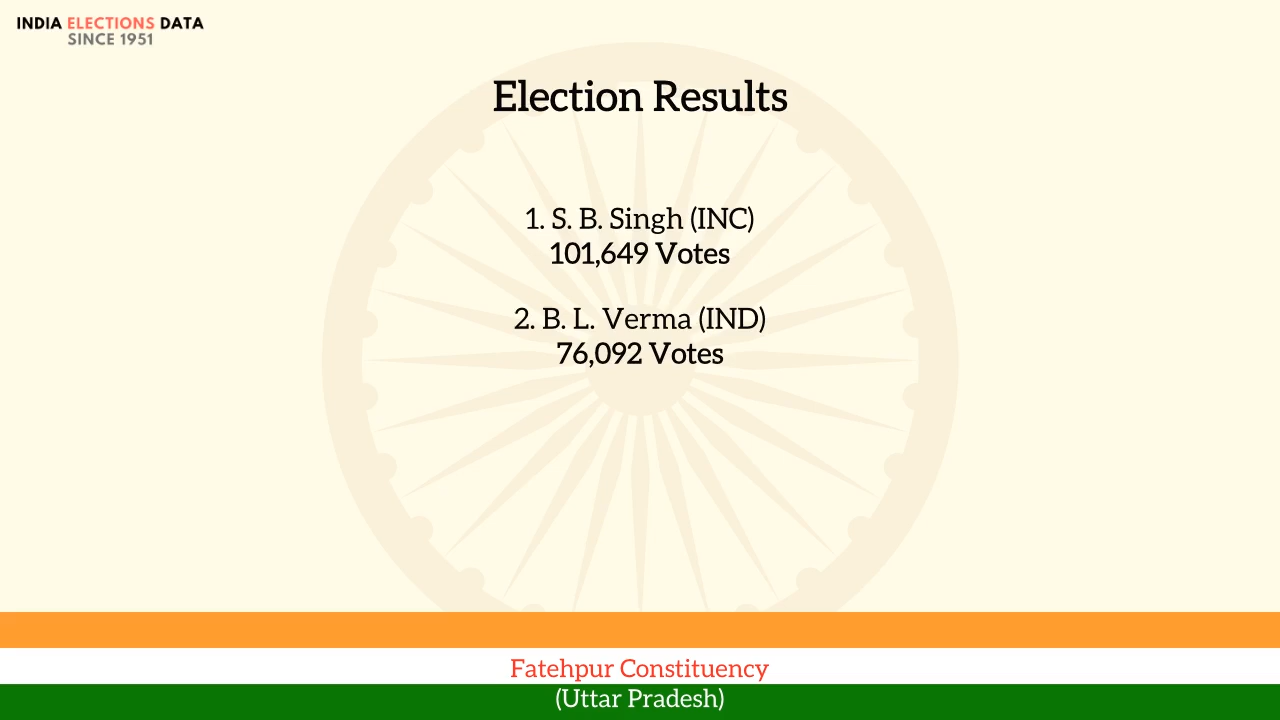 INDIA ELECTIONS DATA
SINCE 1951
Election Results
1. S. B. Singh (INC)
101,649 Votes
2. B. L. Verma (IND)
76,092 Votes
Fatehpur Constituency
(Uttar Pradesh)